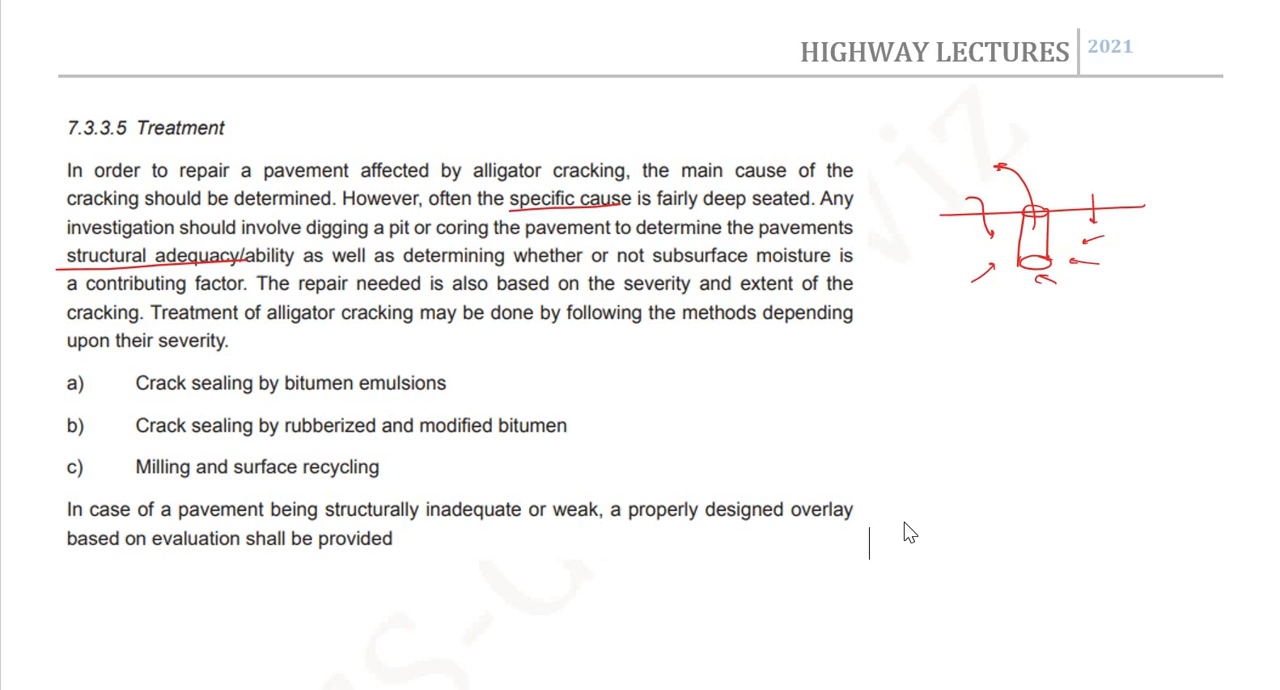 HIGHWAY LECTURES 2021
7.3.3.5 Treatment
In order to repair a pavement affected by alligator cracking, the main cause of the
cracking should be determined. However, often the specific cause is fairly deep seated. Any
investigation should involve digging a pit or coring the pavement to determine the pavements
structural adequacy/ability as well as determining whether or not subsurface moisture is
a contributing factor. The repair needed is also based on the severity and extent of the
cracking. Treatment of alligator cracking may be done by following the methods depending
upon their severity.
a) Crack sealing by bitumen emulsions
b) Crack sealing by rubberized and modified bitumen
c) Milling and surface recycling
In case of a pavement being structurally inadequate or weak, a properly designed overlay
based on evaluation shall be provided